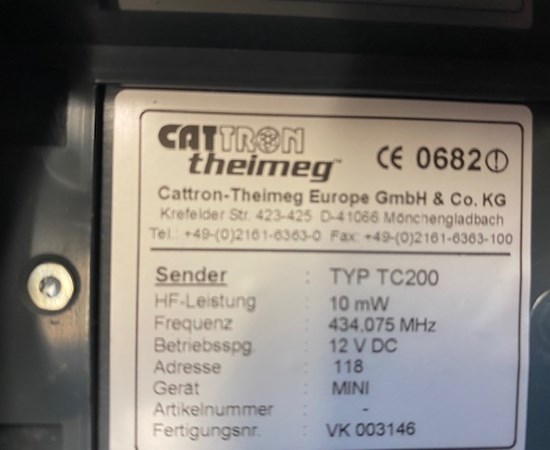 CATTRON
theimeg™
CE 0682
Cattron-Theimeg Europe GmbH & Co. KG
Krefelder Str. 423-425 D-41066 Mönchengladbach
Tel.: +49-(0)2161-6363-0 Fax: +49-(0)2161-6363-100
Sender : TYP TC200
HF-Leistung : 10 mW
Frequenz : 434,075 MHz
Betriebsspg. : 12 V DC
Adresse : 118
Gerät : MINI
Artikelnummer : -
Fertigungsnr. : VK 003146